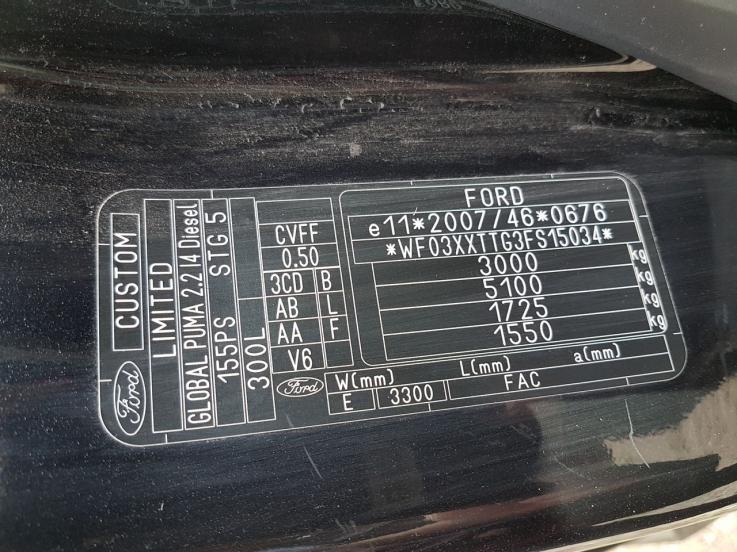 Ford
CUSTOM
LIMITED
GLOBAL PUMA 2.2 I4 Diesel
155PS STG 5
300L
CVFF
0.50
3CD B
AB L
AA F
V6
FORD
e11*2007/46*0676
*WF03XXTTG3FS15034*
3000 kg
5100 kg
1725 kg
1550 kg
Ford
W(mm) L(mm) a(mm)
E 3300 FAC